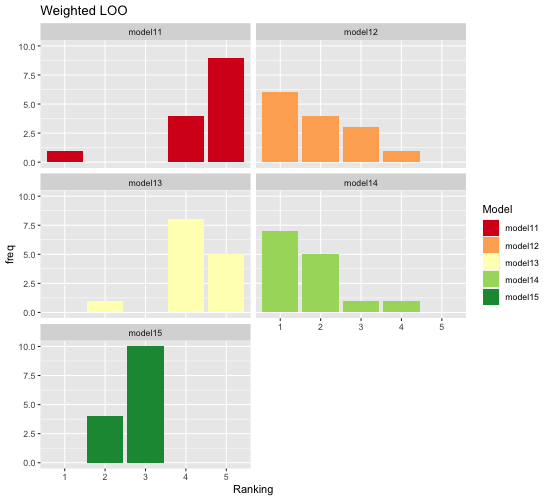 Weighted LOO
model11
model12
10.0
7.5
5.0
2.5
0.0
model13
model14
10.0
7.5
5.0
2.5
0.0
1 2 3 4 5
model15
10.0
7.5
5.0
2.5
0.0
1 2 3 4 5
freq
Ranking
Model
model11
model12
model13
model14
model15